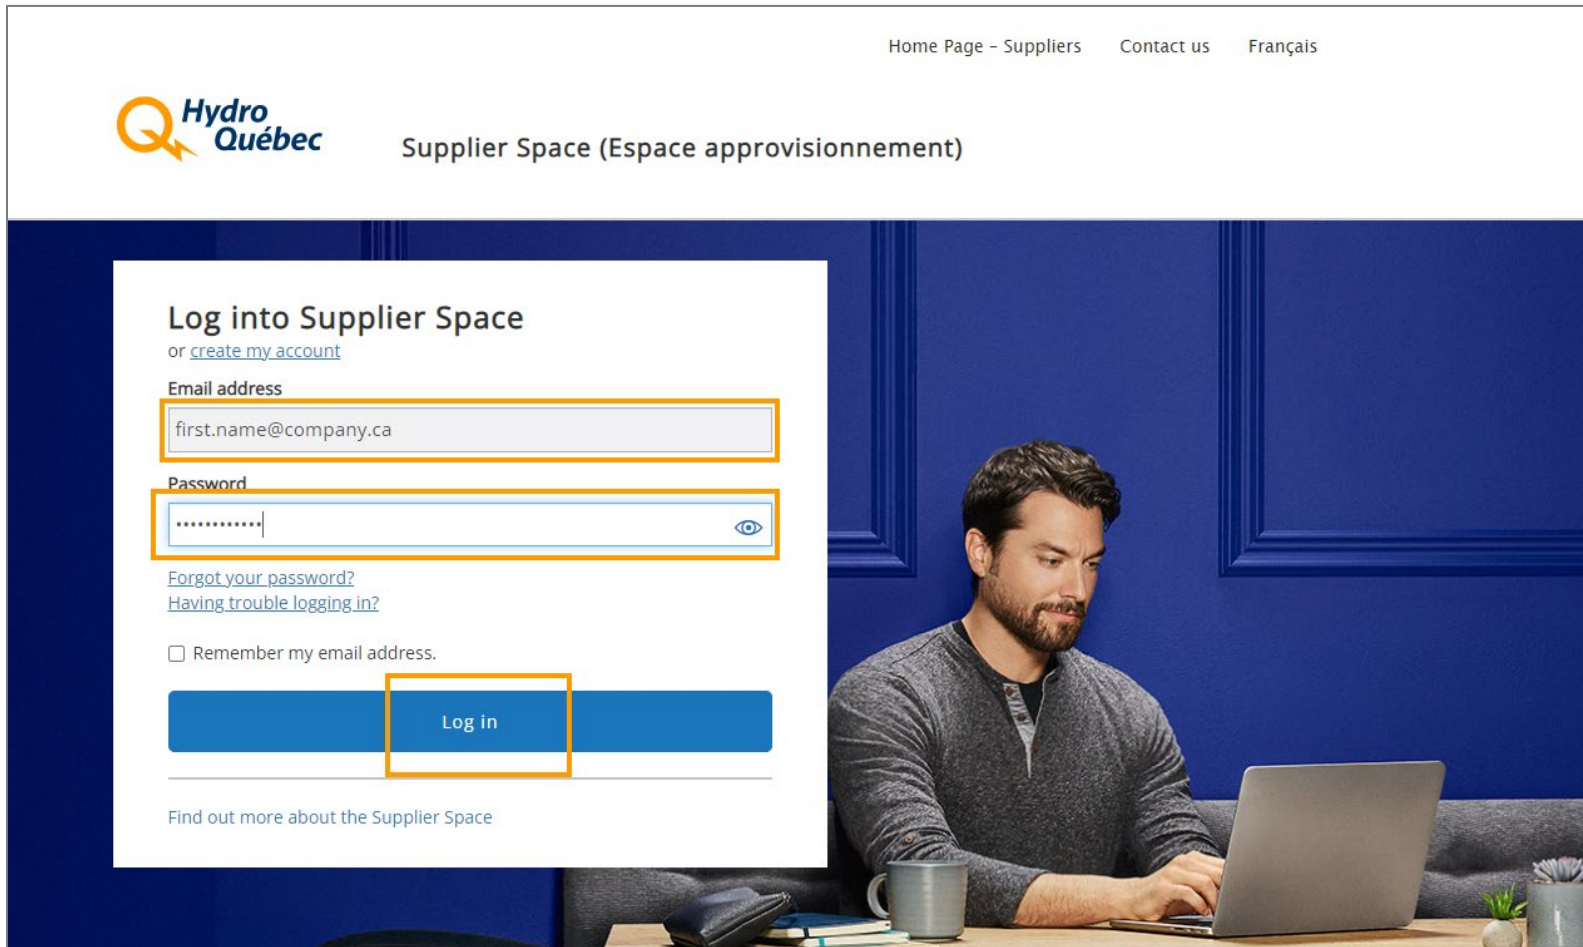 Home Page – Suppliers Contact us Français
Hydro
Québec
Supplier Space (Espace approvisionnement)
Log into Supplier Space
or create my account
Email address
first.name@company.ca
Password
••••••••••••
Forgot your password?
Having trouble logging in?
Remember my email address.
Log in
Find out more about the Supplier Space